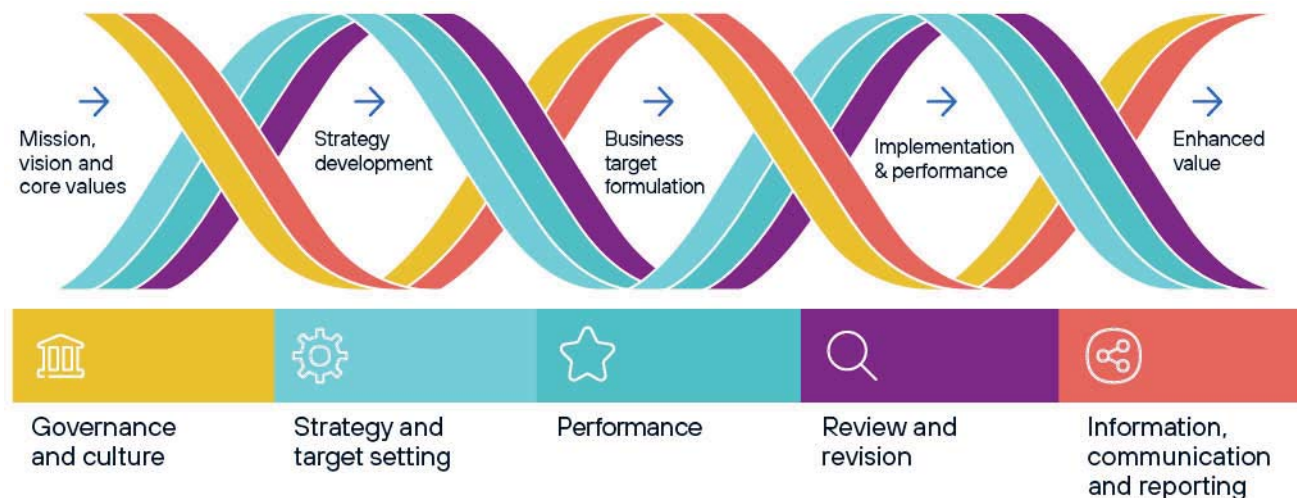 Mission,
vision and
core values
Strategy
development
Business
target
formulation
Implementation
& performance
Enhanced
value
Governance
and culture
Strategy and
target setting
Performance
Review and
revision
Information,
communication
and reporting